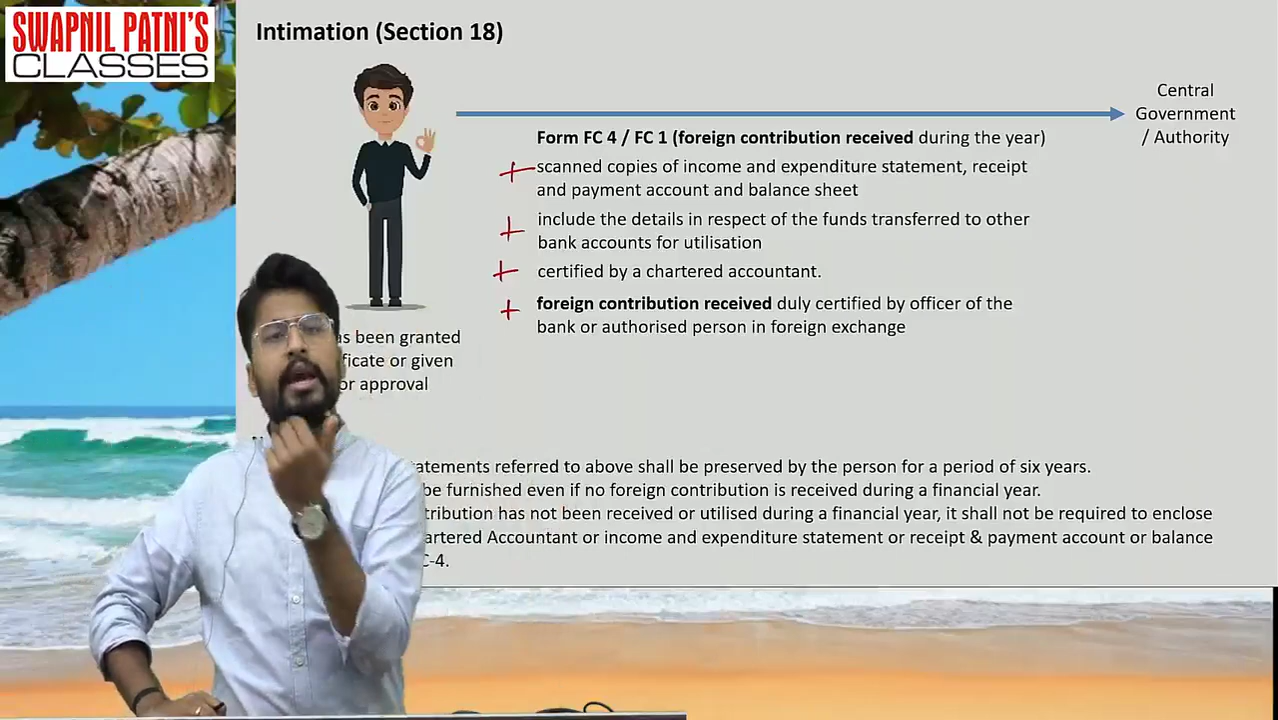 SWAPNIL PATNI'S
CLASSES
Intimation (Section 18)
Central
Government
/ Authority
Form FC 4 / FC 1 (foreign contribution received during the year)
scanned copies of income and expenditure statement, receipt
and payment account and balance sheet
include the details in respect of the funds transferred to other
bank accounts for utilisation
certified by a chartered accountant.
foreign contribution received duly certified by officer of the
bank or authorised person in foreign exchange
as been granted
ficate or given
or approval
atements referred to above shall be preserved by the person for a period of six years.
be furnished even if no foreign contribution is received during a financial year.
tribution has not been received or utilised during a financial year, it shall not be required to enclose
artered Accountant or income and expenditure statement or receipt & payment account or balance
C-4.